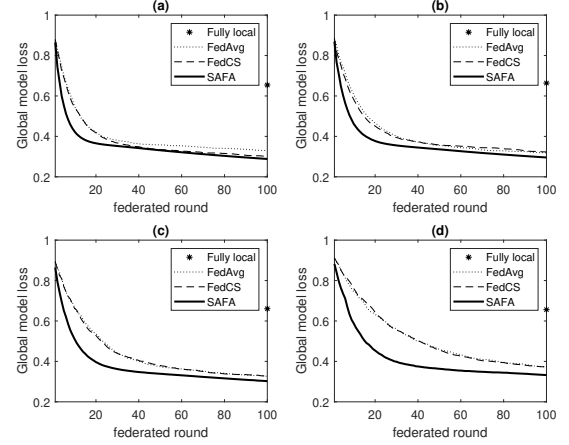 (a)
Global model loss
1
0.8
0.6
0.4
0.2
20 40 60 80 100
federated round
Fully local
FedAvg
FedCS
SAFA
(b)
Global model loss
1
0.8
0.6
0.4
0.2
20 40 60 80 100
federated round
Fully local
FedAvg
FedCS
SAFA
(c)
Global model loss
1
0.8
0.6
0.4
0.2
20 40 60 80 100
federated round
Fully local
FedAvg
FedCS
SAFA
(d)
Global model loss
1
0.8
0.6
0.4
0.2
20 40 60 80 100
federated round
Fully local
FedAvg
FedCS
SAFA